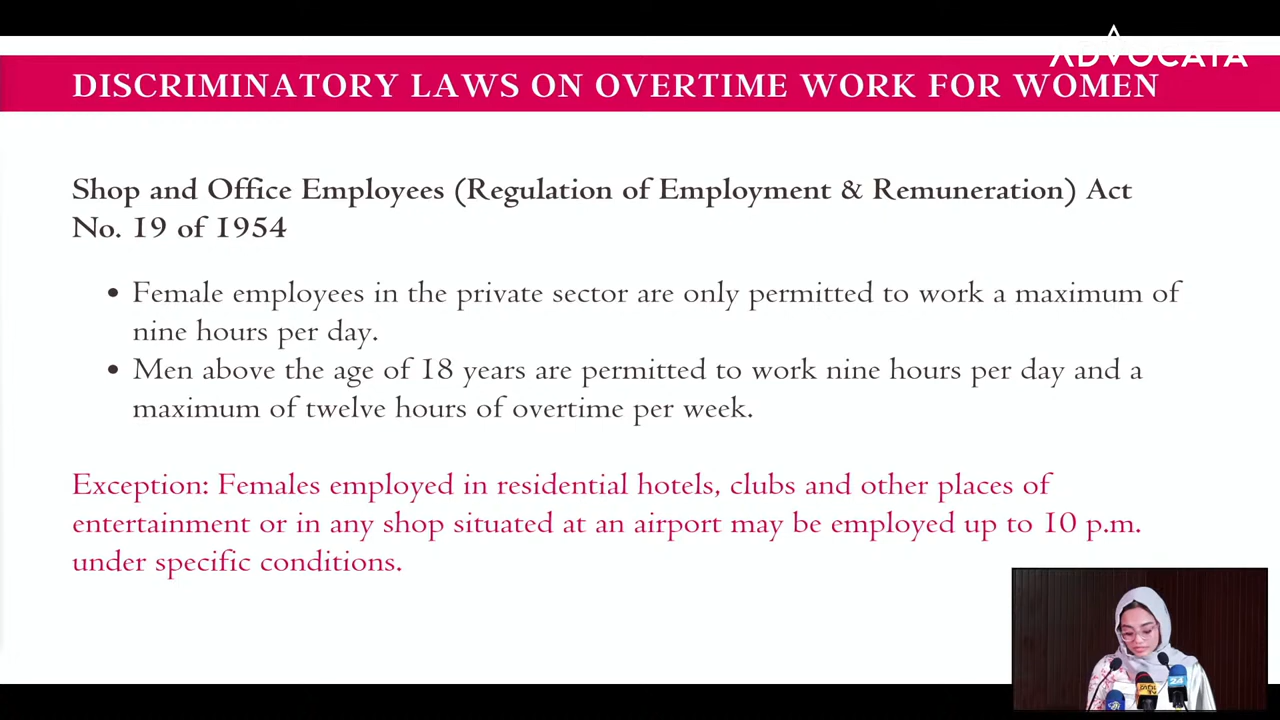 ADVOCATA
DISCRIMINATORY LAWS ON OVERTIME WORK FOR WOMEN
Shop and Office Employees (Regulation of Employment & Remuneration) Act
No. 19 of 1954
• Female employees in the private sector are only permitted to work a maximum of
nine hours per day.
• Men above the age of 18 years are permitted to work nine hours per day and a
maximum of twelve hours of overtime per week.
Exception: Females employed in residential hotels, clubs and other places of
entertainment or in any shop situated at an airport may be employed up to 10 p.m.
under specific conditions.
24